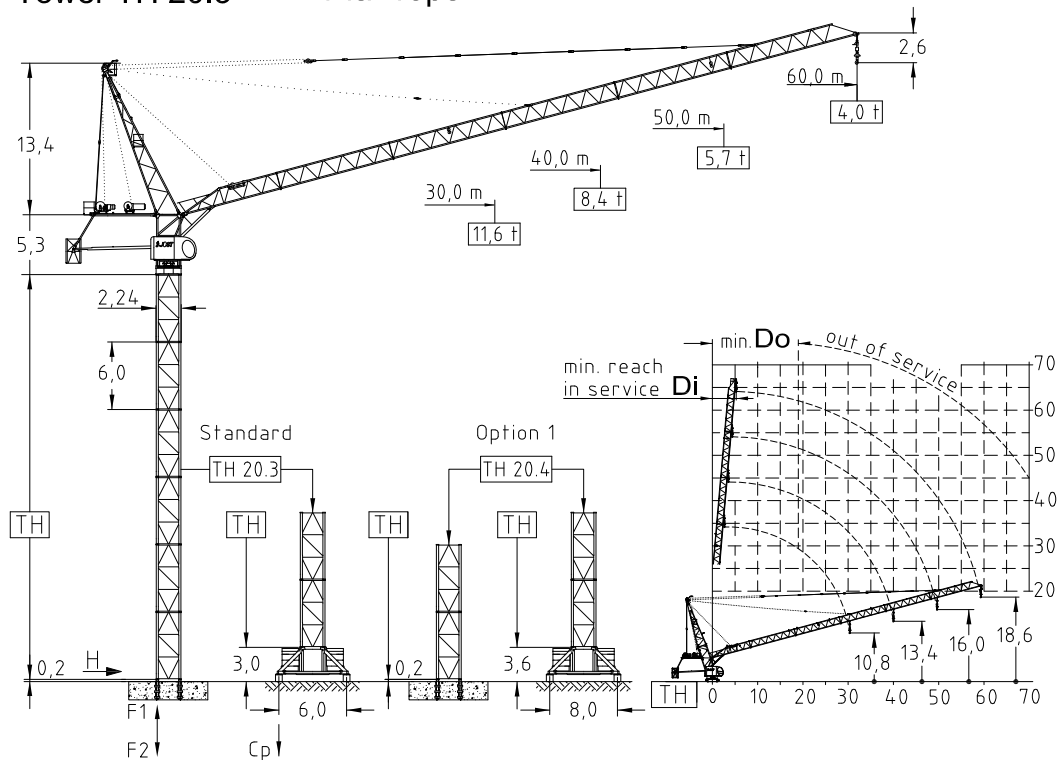 2,6
60,0 m
4,0 t
50,0 m
5,7 t
40,0 m
8,4 t
30,0 m
11,6 t
13,4
5,3
JOST
2,24
6,0
TH
Standard
TH 20.3
Option 1
TH 20.4
TH
TH
TH
3,0
3,6
0,2
H
0,2
6,0
8,0
F1
F2
Cp
min. Do
out of service
min. reach
in service Di
70
60
50
40
30
20
18,6
16,0
13,4
10,8
TH
0 10 20 30 40 50 60 70